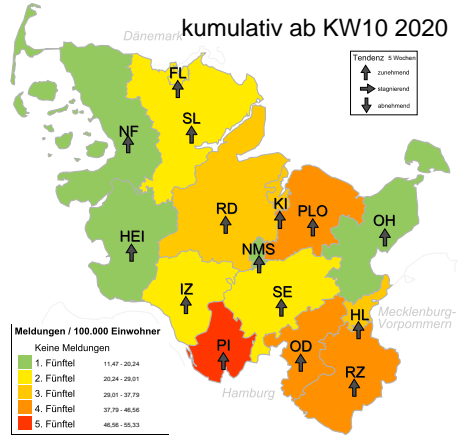 kumulativ ab KW10 2020
Dänemark
Tendenz 5 Wochen
zunehmend
stagnierend
abnehmend
FL
SL
NF
RD
KI
PLO
OH
HEI
NMS
IZ
SE
HL
Mecklenburg-
Vorpommern
PI
OD
RZ
Hamburg
Meldungen / 100.000 Einwohner
Keine Meldungen
1. Fünftel 11,47 - 20,24
2. Fünftel 20,24 - 29,01
3. Fünftel 29,01 - 37,79
4. Fünftel 37,79 - 46,56
5. Fünftel 46,56 - 55,33